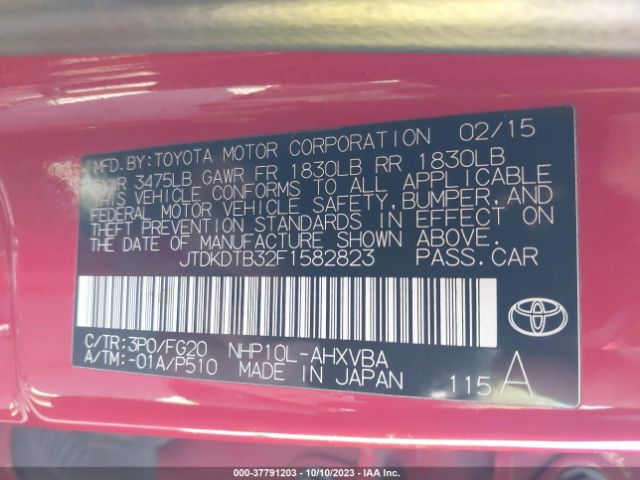 MFD. BY: TOYOTA MOTOR CORPORATION 02/15
GVWR 3475LB GAWR FR 1830LB RR 1830LB
THIS VEHICLE CONFORMS TO ALL APPLICABLE
FEDERAL MOTOR VEHICLE SAFETY, BUMPER, AND
THEFT PREVENTION STANDARDS IN EFFECT ON
THE DATE OF MANUFACTURE SHOWN ABOVE.
JTDKDTB32F1582823 PASS. CAR
C/TR: 3P0/FG20 NHP10L-AHXVBA
A/TM: -01A/P510 MADE IN JAPAN 115 A
000-37791203 - 10/10/2023 - IAAI.com